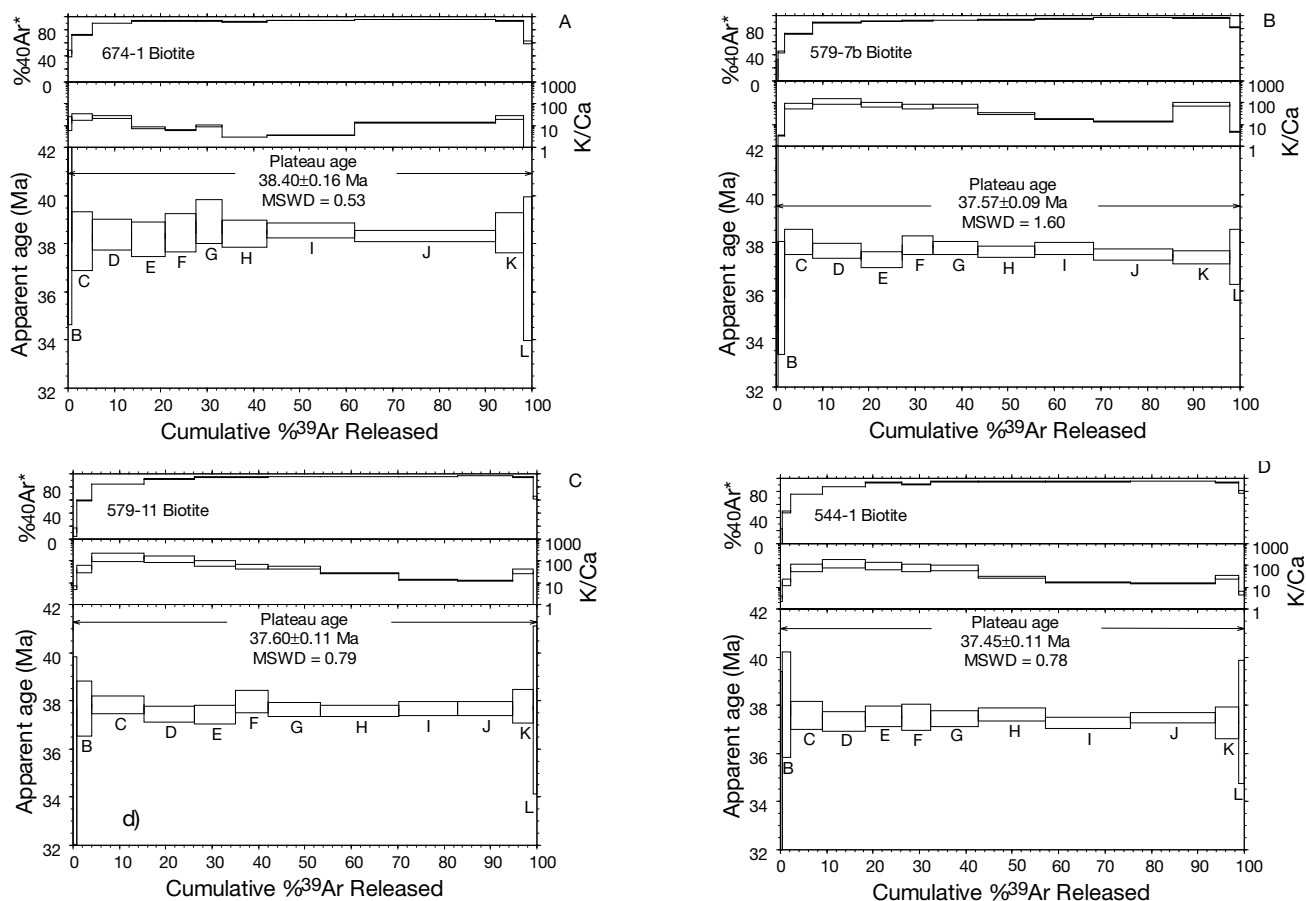 A
%40Ar*
80
40
0
674-1 Biotite
1000
100
10
1
K/Ca
Apparent age (Ma)
42
40
38
36
34
32
Plateau age
38.40±0.16 Ma
MSWD = 0.53
B
C
D
E
F
G
H
I
J
K
L
0 10 20 30 40 50 60 70 80 90 100
Cumulative %39Ar Released
B
%40Ar*
80
40
0
579-7b Biotite
1000
100
10
1
K/Ca
Apparent age (Ma)
42
40
38
36
34
32
Plateau age
37.57±0.09 Ma
MSWD = 1.60
B
C
D
E
F
G
H
I
J
K
L
0 10 20 30 40 50 60 70 80 90 100
Cumulative %39Ar Released
C
%40Ar*
80
40
0
579-11 Biotite
1000
100
10
1
K/Ca
Apparent age (Ma)
42
40
38
36
34
32
Plateau age
37.60±0.11 Ma
MSWD = 0.79
B
C
D
E
F
G
H
I
J
K
L
d)
0 10 20 30 40 50 60 70 80 90 100
Cumulative %39Ar Released
D
%40Ar*
80
40
0
544-1 Biotite
1000
100
10
1
K/Ca
Apparent age (Ma)
42
40
38
36
34
32
Plateau age
37.45±0.11 Ma
MSWD = 0.78
B
C
D
E
F
G
H
I
J
K
L
0 10 20 30 40 50 60 70 80 90 100
Cumulative %39Ar Released